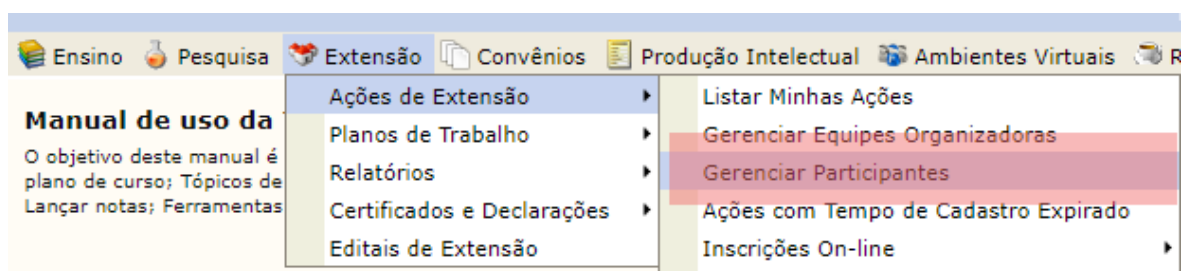 Ensino Pesquisa Extensão Convênios Produção Intelectual Ambientes Virtuais R
Manual de uso da
O objetivo deste manual é
plano de curso; Tópicos de
Lançar notas; Ferramentas
Ações de Extensão
Planos de Trabalho
Relatórios
Certificados e Declarações
Editais de Extensão
Listar Minhas Ações
Gerenciar Equipes Organizadoras
Gerenciar Participantes
Ações com Tempo de Cadastro Expirado
Inscrições On-line